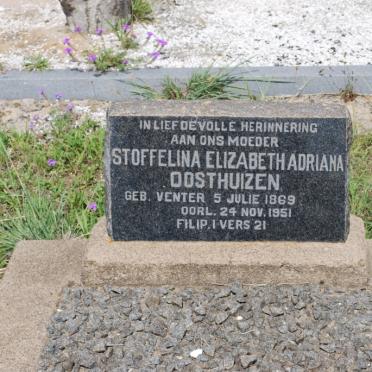 IN LIEFDEVOLLE HERINNERING
AAN ONS MOEDER
STOFFELINA ELIZABETH ADRIANA
OOSTHUIZEN
GEB. VENTER 5 JULIE 1869
OORL. 24 NOV. 1951
FILIP. I VERS 21